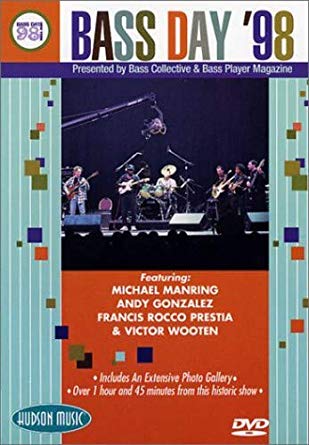 BASS DAY
98
BASS DAY '98
Presented by Bass Collective & Bass Player Magazine
Featuring:
MICHAEL MANRING
ANDY GONZALEZ
FRANCIS ROCCO PRESTIA
& VICTOR WOOTEN
• Includes An Extensive Photo Gallery •
• Over 1 hour and 45 minutes from this historic show •
HUDSON MUSIC
DVD